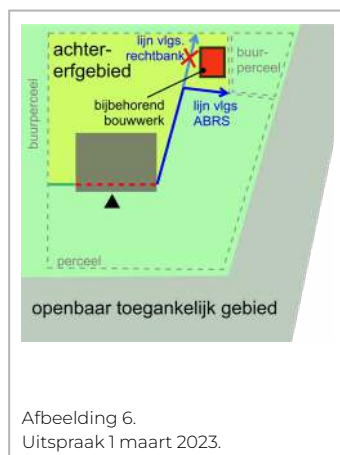 achter-
erfgebied
lijn vlgs.
rechtbank
buur-
perceel
buurperceel
bijbehorend
bouwwerk
lijn vlgs
ABRS
perceel
openbaar toegankelijk gebied
Afbeelding 6.
Uitspraak 1 maart 2023.